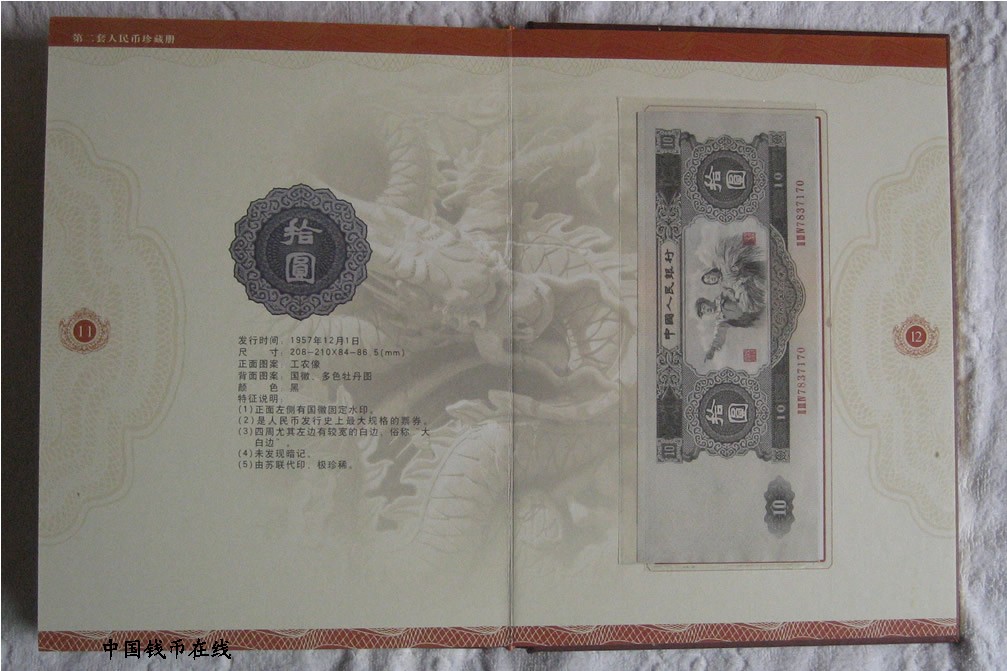 第二套人民币珍藏册
拾
圆
发行时间：1957年12月1日
尺　　寸：208-210X84-86.5(mm)
正面图案：工农像
背面图案：国徽、多色牡丹图
颜　　色：黑
特征说明：
(1)正面左侧有国徽固定水印。
(2)是人民币发行史上最大规格的票券。
(3)四周尤其左边有较宽的白边，俗称“大
白边”。
(4)未发现暗记。
(5)由苏联代印，极珍稀。
11
中国人民银行
拾圆
拾圆
10
10
10
10
10
7837170
7837170
12
中国钱币在线